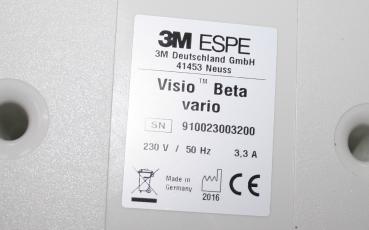 3M ESPE
3M Deutschland GmbH
41453 Neuss
Visio™ Beta
vario
SN 910023003200
230 V / 50 Hz 3,3 A
Made in
Germany
2016
CE